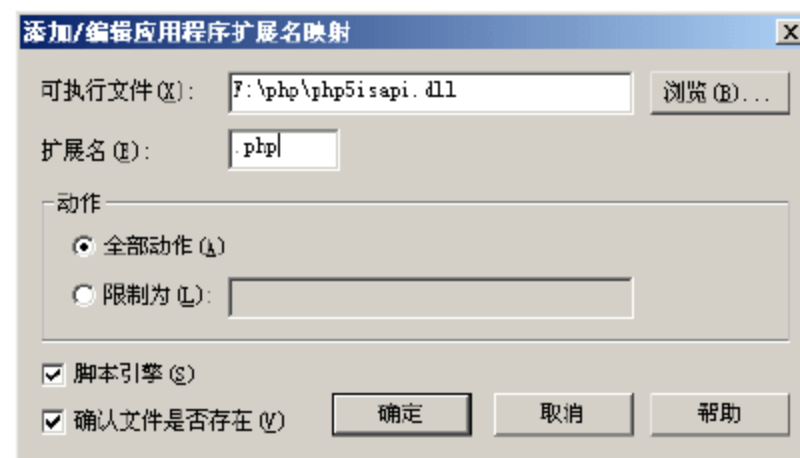 添加/编辑应用程序扩展名映射
可执行文件(X): F:\php\php5isapi.dll 浏览(B)...
扩展名(E): .php
动作
全部动作(A)
限制为(L):
脚本引擎(S)
确认文件是否存在(V) 确定 取消 帮助